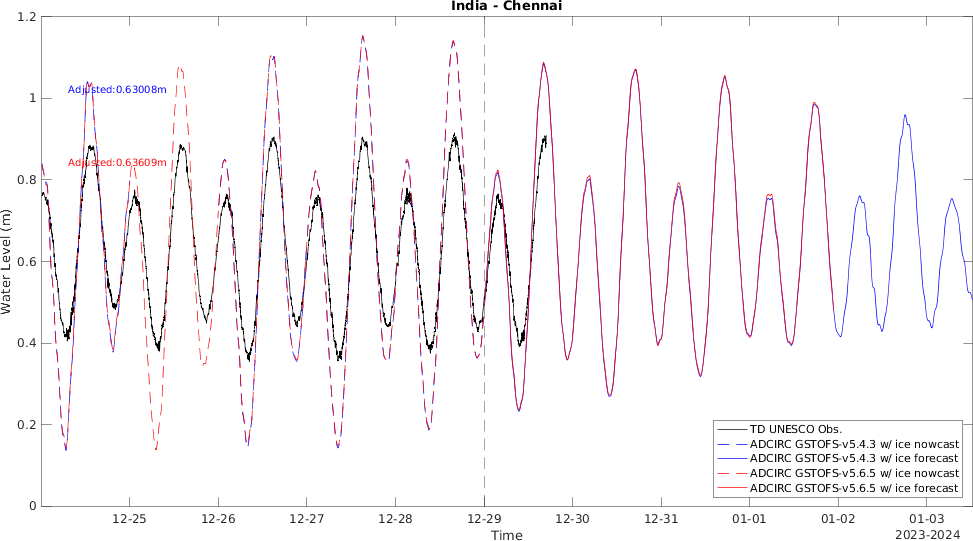 India - Chennai
1.2
1
0.8
0.6
0.4
0.2
0
Water Level (m)
Adjusted:0.63008m
Adjusted:0.63609m
TD UNESCO Obs.
ADCIRC GSTOFS-v5.4.3 w/ ice nowcast
ADCIRC GSTOFS-v5.4.3 w/ ice forecast
ADCIRC GSTOFS-v5.6.5 w/ ice nowcast
ADCIRC GSTOFS-v5.6.5 w/ ice forecast
12-25 12-26 12-27 12-28 12-29 12-30 12-31 01-01 01-02 01-03
Time
2023-2024